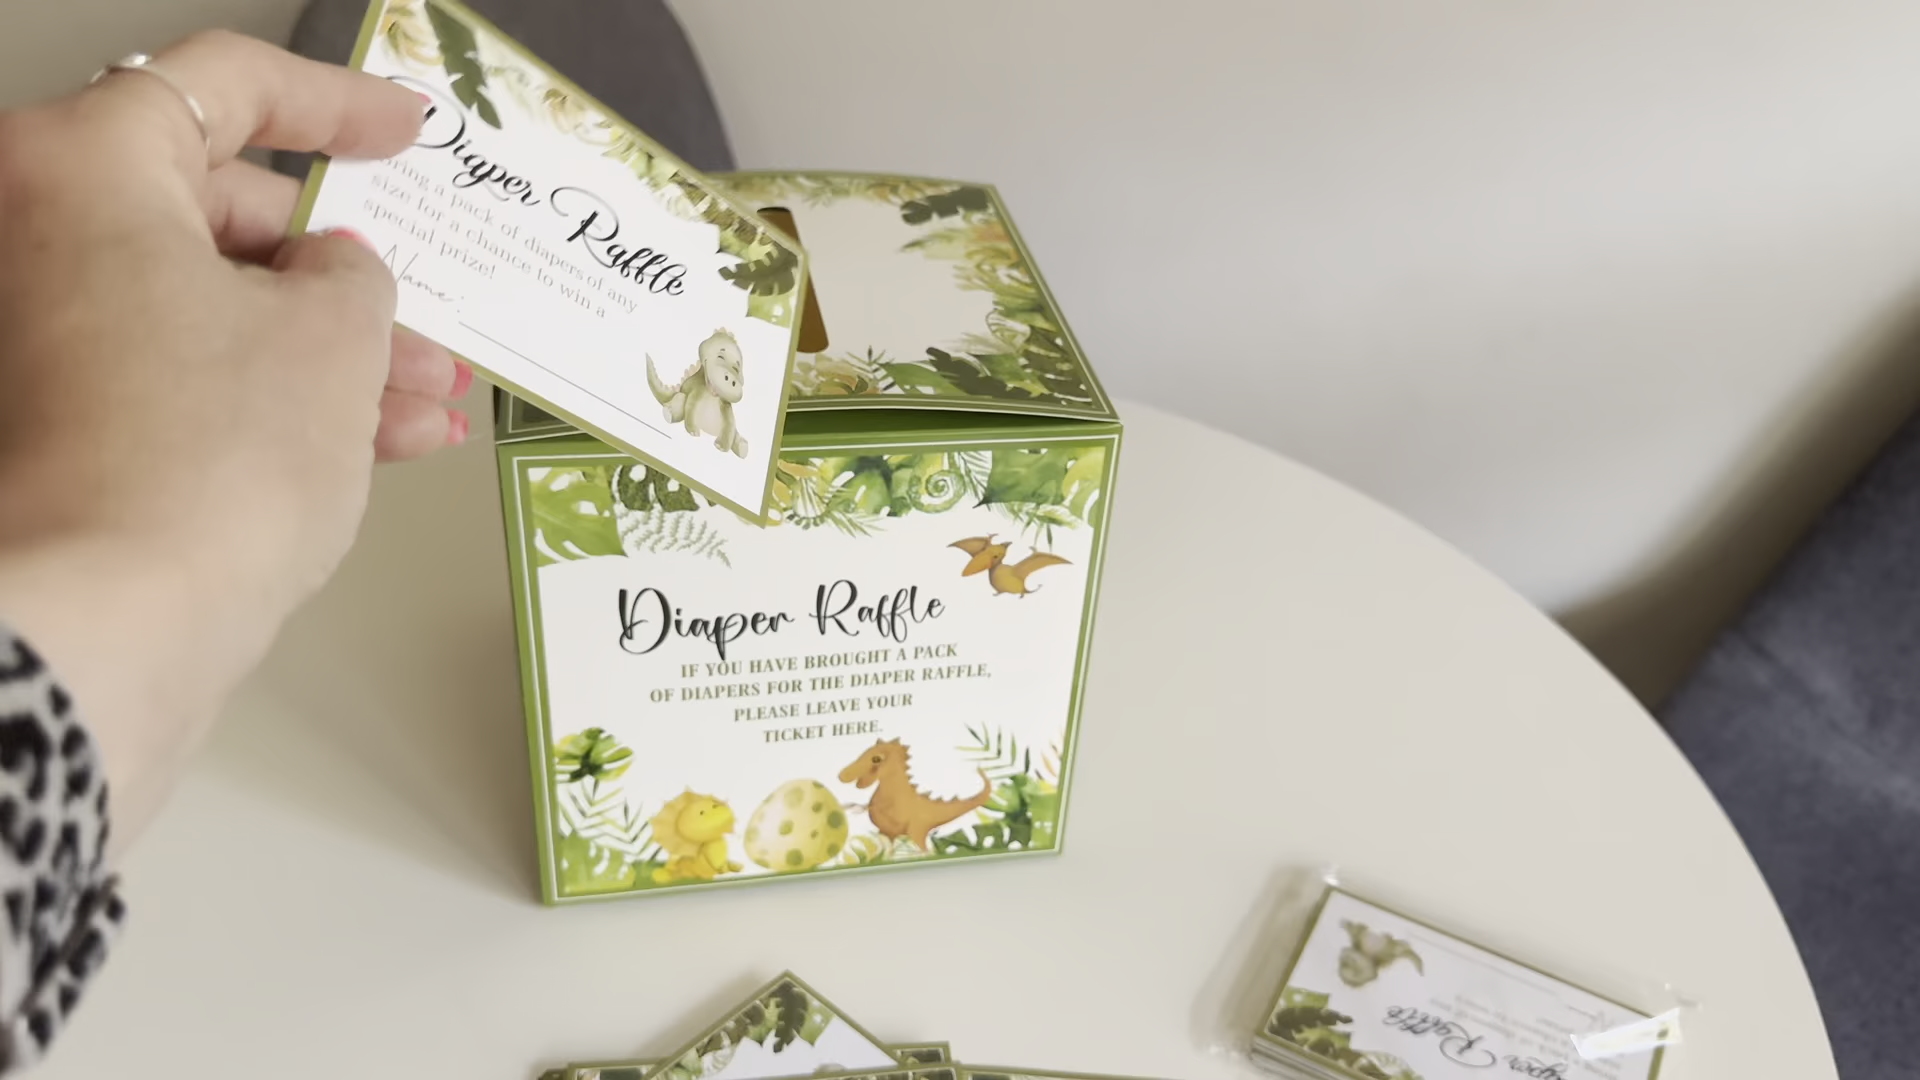 Diaper Raffle
bring a pack of diapers of any
size for a chance to win a
special prize!
Name:
Diaper Raffle
IF YOU HAVE BROUGHT A PACK
OF DIAPERS FOR THE DIAPER RAFFLE,
PLEASE LEAVE YOUR
TICKET HERE.
Raffle